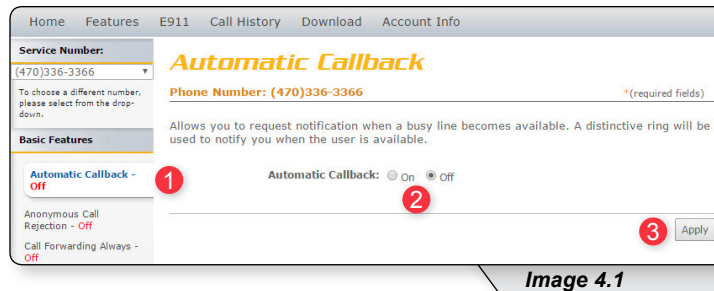 Home Features E911 Call History Download Account Info
Service Number:
(470)336-3366
To choose a different number,
please select from the drop-
down.
Basic Features
Automatic Callback -
Off
Anonymous Call
Rejection - Off
Call Forwarding Always -
Off
Automatic Callback
Phone Number: (470)336-3366
*(required fields)
Allows you to request notification when a busy line becomes available. A distinctive ring will be
used to notify you when the user is available.
1
Automatic Callback: On Off
2
3 Apply
Image 4.1